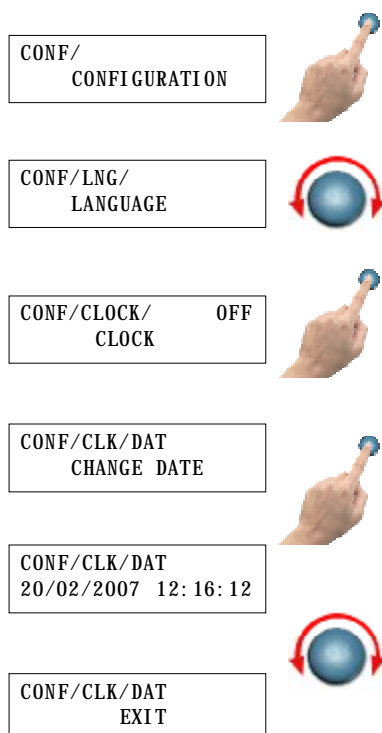 CONF/
CONFIGURATION
CONF/LNG/
LANGUAGE
CONF/CLOCK/ OFF
CLOCK
CONF/CLK/DAT
CHANGE DATE
CONF/CLK/DAT
20/02/2007 12:16:12
CONF/CLK/DAT
EXIT